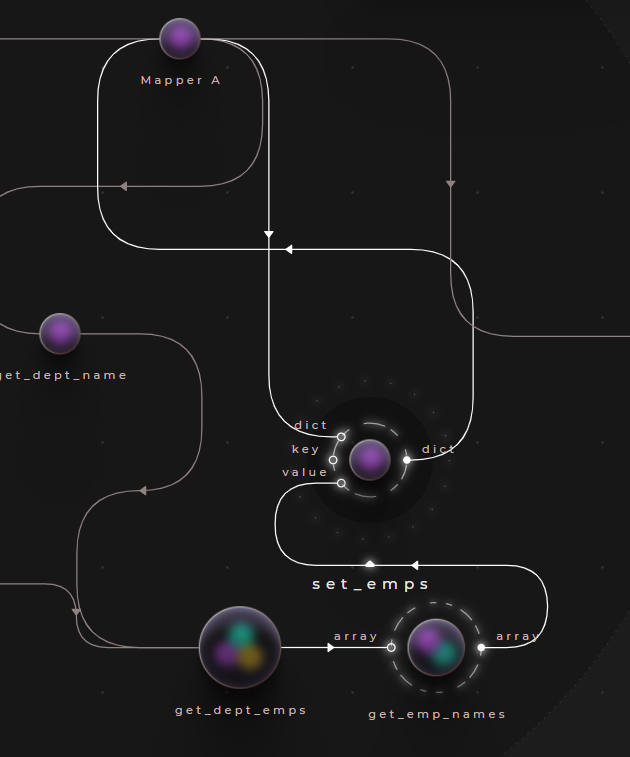 Mapper A
get_dept_name
dict
key
dict
value
set_emps
array
array
get_dept_emps
get_emp_names